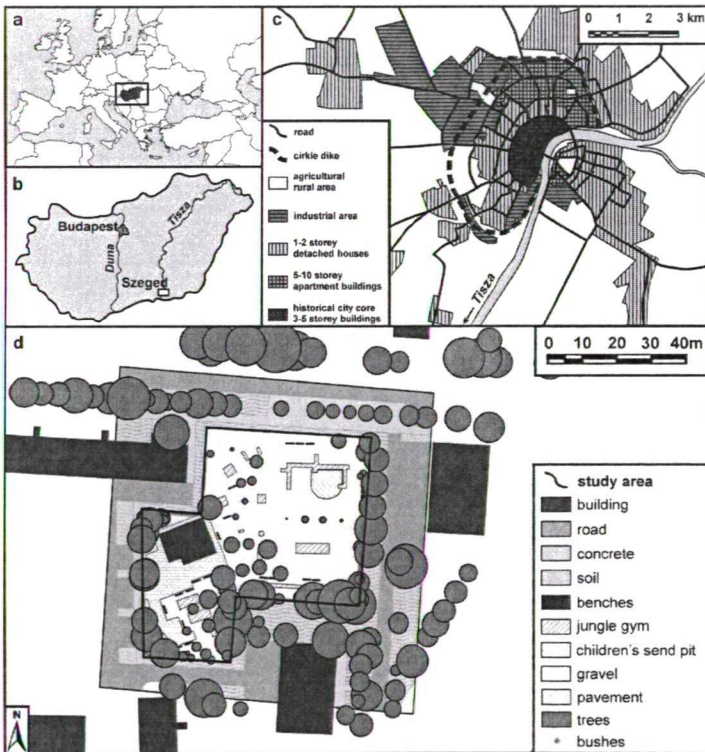 a
b
Budapest
Duna
Tisza
Szeged
c
0 1 2 3 km
road
cirkle dike
agricultural
rural area
industrial area
1-2 storey
detached houses
5-10 storey
apartment buildings
historical city core
3-5 storey buildings
Tisza
d
0 10 20 30 40m
N
study area
building
road
concrete
soil
benches
jungle gym
children's send pit
gravel
pavement
trees
bushes